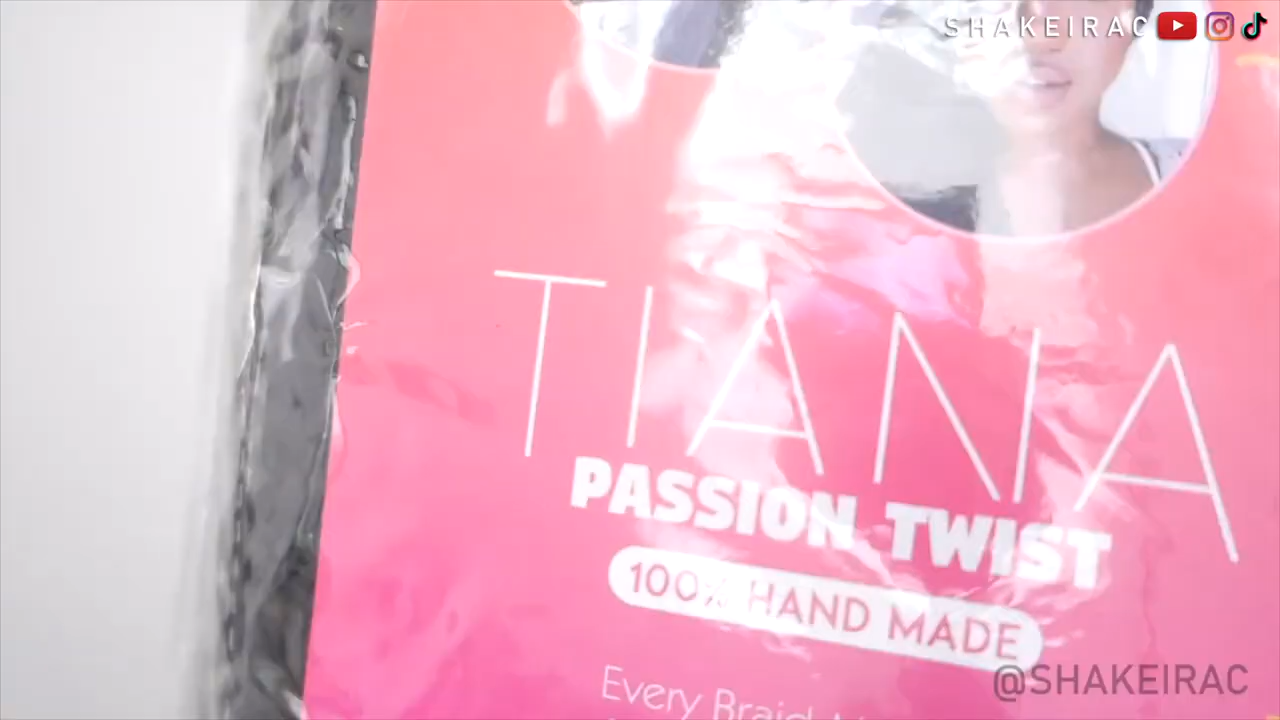 SHAKEIRAC
TIANA
PASSION TWIST
100% HAND MADE
Every Braid
@SHAKEIRAC